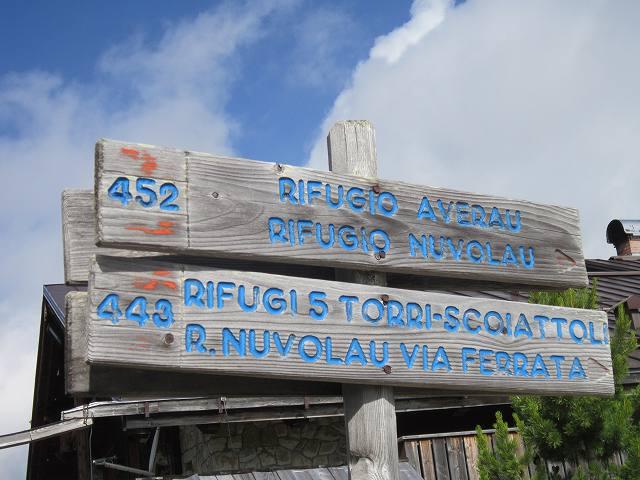 452
RIFUGIO AVERAU
RIFUGIO NUVOLAU
443
RIFUGI 5 TORRI-SCOIATTOLI
R. NUVOLAU VIA FERRATA